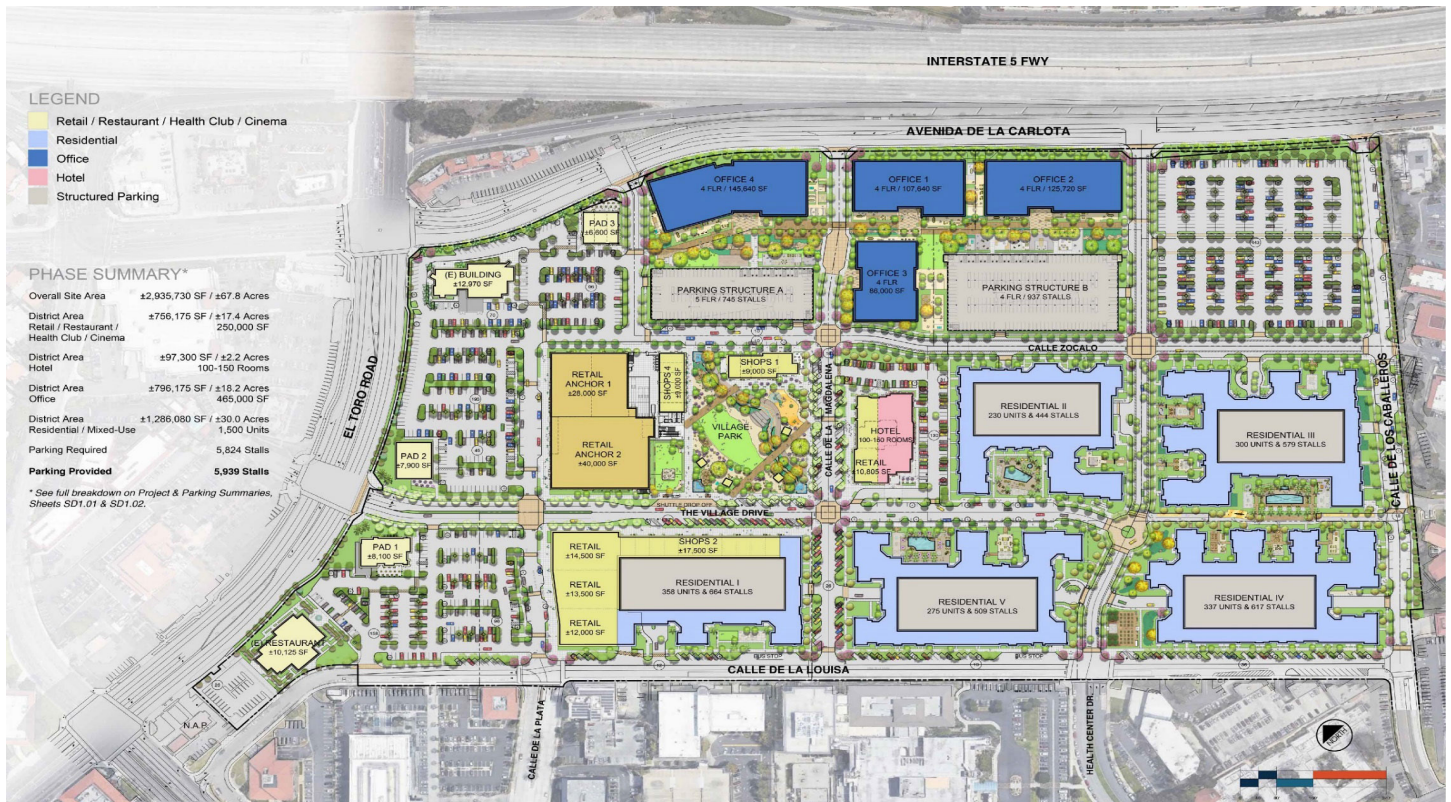 INTERSTATE 5 FWY
AVENIDA DE LA CARLOTA
LEGEND
Retail / Restaurant / Health Club / Cinema
Residential
Office
Hotel
Structured Parking
PHASE SUMMARY*
Overall Site Area ±2,935,730 SF / ±67.8 Acres
District Area ±756,175 SF / ±17.4 Acres
Retail / Restaurant / 250,000 SF
Health Club / Cinema
District Area ±97,300 SF / ±2.2 Acres
Hotel 100-150 Rooms
District Area ±796,175 SF / ±18.2 Acres
Office 465,000 SF
District Area ±1,286,080 SF / ±30.0 Acres
Residential / Mixed-Use 1,500 Units
Parking Required 5,824 Stalls
Parking Provided 5,939 Stalls
* See full breakdown on Project & Parking Summaries,
Sheets SD1.01 & SD1.02.
OFFICE 4
4 FLR / 145,640 SF
OFFICE 1
4 FLR / 107,640 SF
OFFICE 2
4 FLR / 125,720 SF
PAD 3
±6,600 SF
(E) BUILDING
±12,970 SF
OFFICE 3
4 FLR
66,000 SF
PARKING STRUCTURE A
5 FLR / 745 STALLS
PARKING STRUCTURE B
4 FLR / 937 STALLS
CALLE ZOCALO
EL TORO ROAD
RETAIL
ANCHOR 1
±28,000 SF
SHOPS 4
SHOPS 1
±9,000 SF
CALLE DE LA MAGDALENA
CALLE DE LOS CABALLEROS
RESIDENTIAL II
230 UNITS & 444 STALLS
RESIDENTIAL III
300 UNITS & 579 STALLS
VILLAGE
PARK
HOTEL
100-150 ROOMS
RETAIL
±10,805 SF
RETAIL
ANCHOR 2
±40,000 SF
PAD 2
±7,900 SF
SHUTTLE DROP OFF
THE VILLAGE DRIVE
PAD 1
±8,100 SF
RETAIL
±14,500 SF
SHOPS 2
±17,500 SF
RETAIL
±13,500 SF
RETAIL
±12,000 SF
RESIDENTIAL I
358 UNITS & 664 STALLS
RESIDENTIAL V
275 UNITS & 509 STALLS
RESIDENTIAL IV
337 UNITS & 617 STALLS
(E) RESTAURANT
±10,125 SF
BUS STOP
BUS STOP
CALLE DE LA LOUISA
N.A.P.
CALLE DE LA PLATA
HEALTH CENTER DR
NORTH